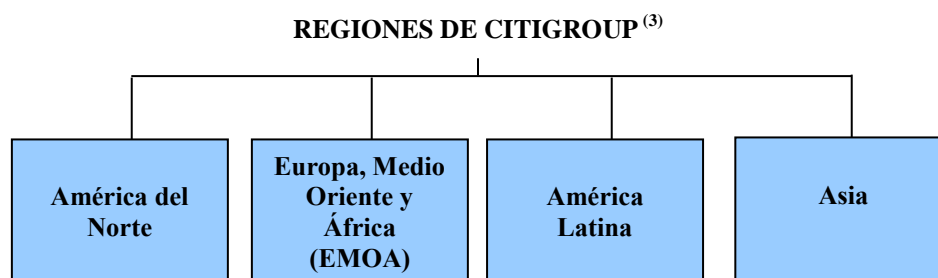 REGIONES DE CITIGROUP (3)
América del
Norte
Europa, Medio
Oriente y
África
(EMOA)
América
Latina
Asia